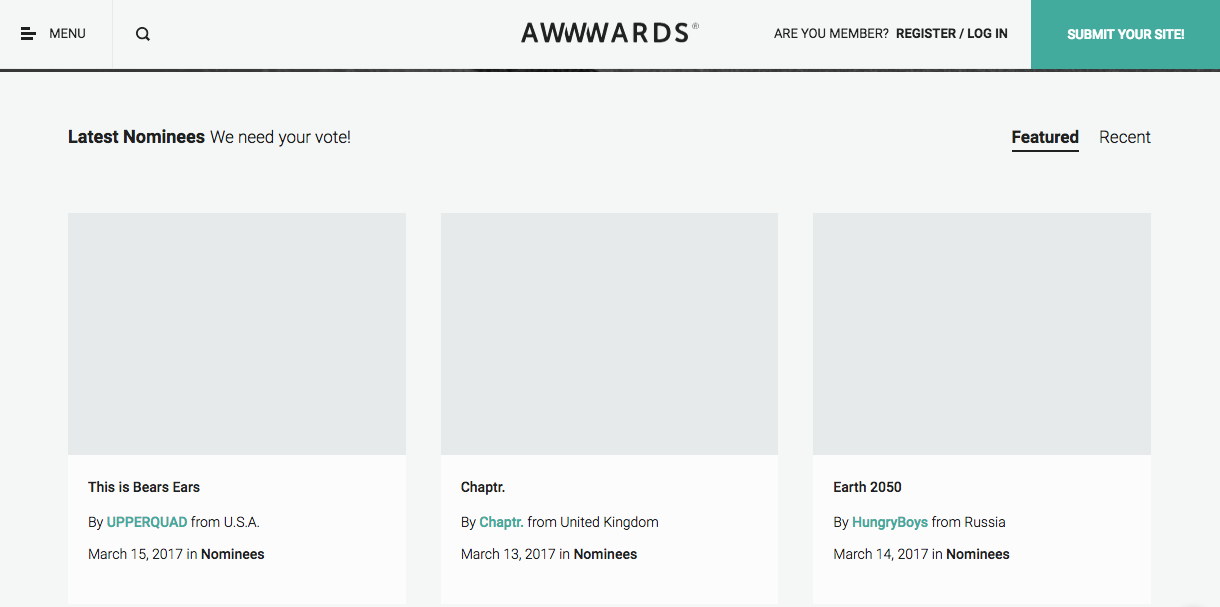 MENU
AWWWARDS®
ARE YOU MEMBER? REGISTER / LOG IN
SUBMIT YOUR SITE!
Latest Nominees We need your vote!
Featured Recent
This is Bears Ears
By UPPERQUAD from U.S.A.
March 15, 2017 in Nominees
Chaptr.
By Chaptr. from United Kingdom
March 13, 2017 in Nominees
Earth 2050
By HungryBoys from Russia
March 14, 2017 in Nominees